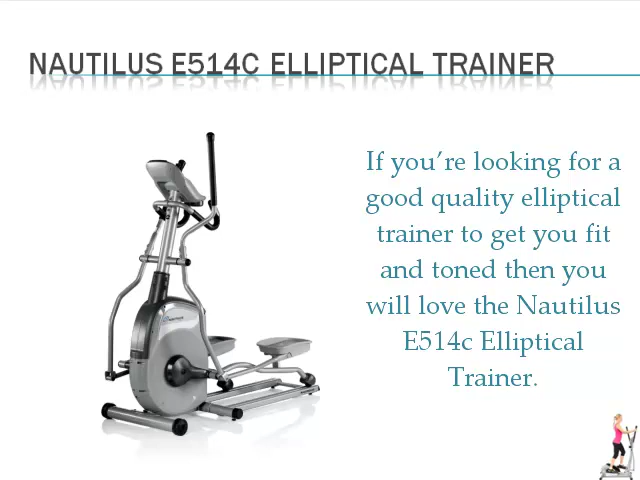 NAUTILUS E514C ELLIPTICAL TRAINER
If you’re looking for a
good quality elliptical
trainer to get you fit
and toned then you
will love the Nautilus
E514c Elliptical
Trainer.